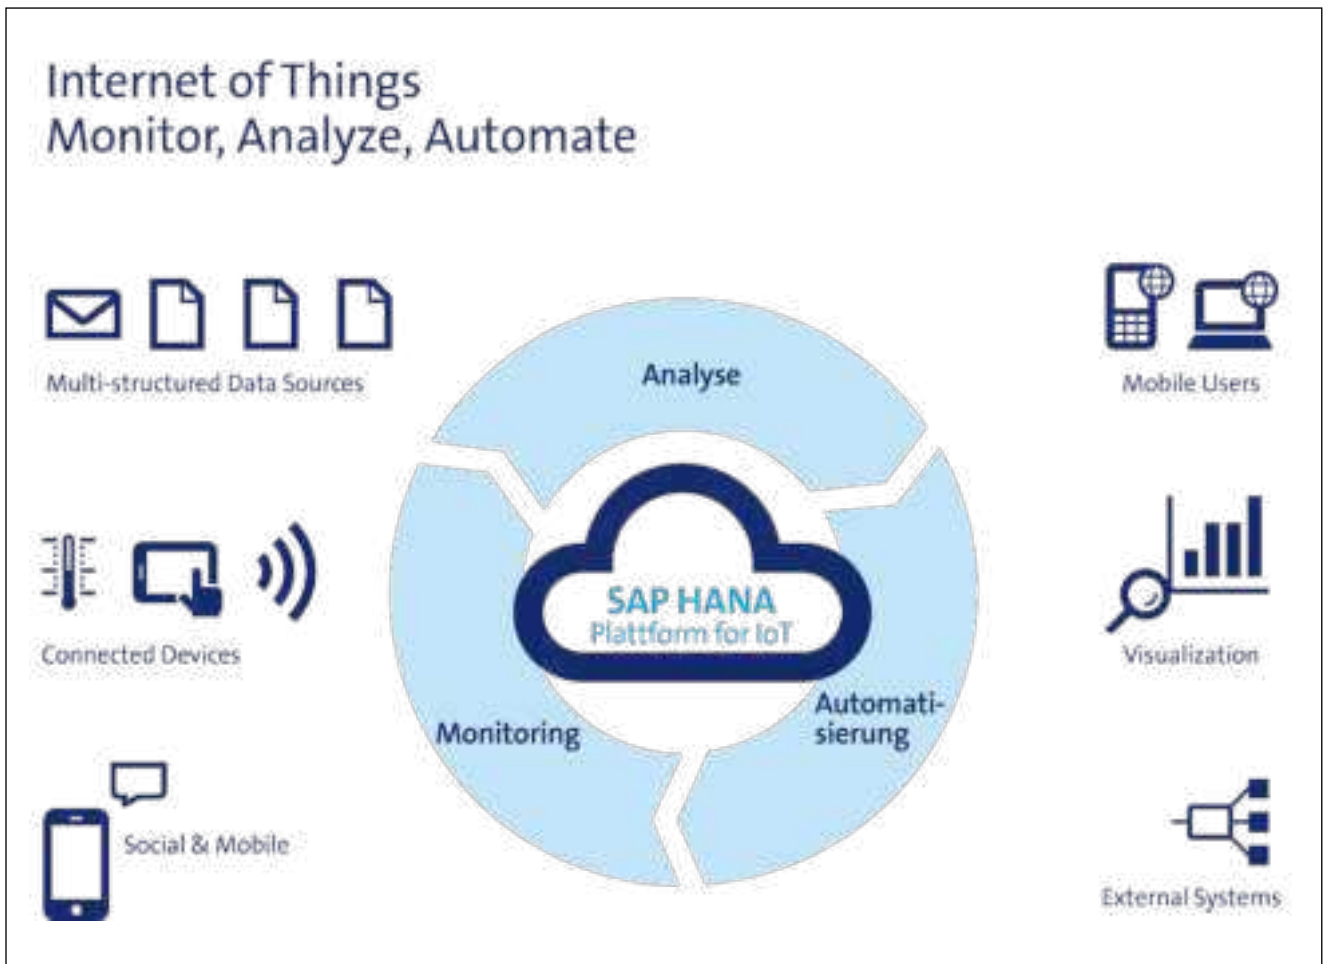 Internet of Things
Monitor, Analyze, Automate
Multi-structured Data Sources
Analyse
Mobile Users
SAP HANA
Plattform for IoT
Connected Devices
Visualization
Monitoring
Automati-
sierung
Social & Mobile
External Systems